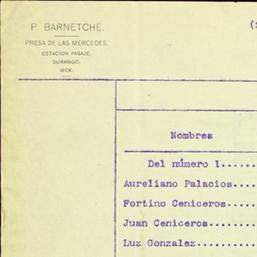 P. BARNETCHE.
PRESA DE LAS MERCEDES,
ESTACION PASAJE,
DURANGO,
MEX.
Nombres
Del número 1......
Aureliano Palacios....
Fortino Ceniceros....
Juan Ceniceros.......
Luz Gonzalez.........